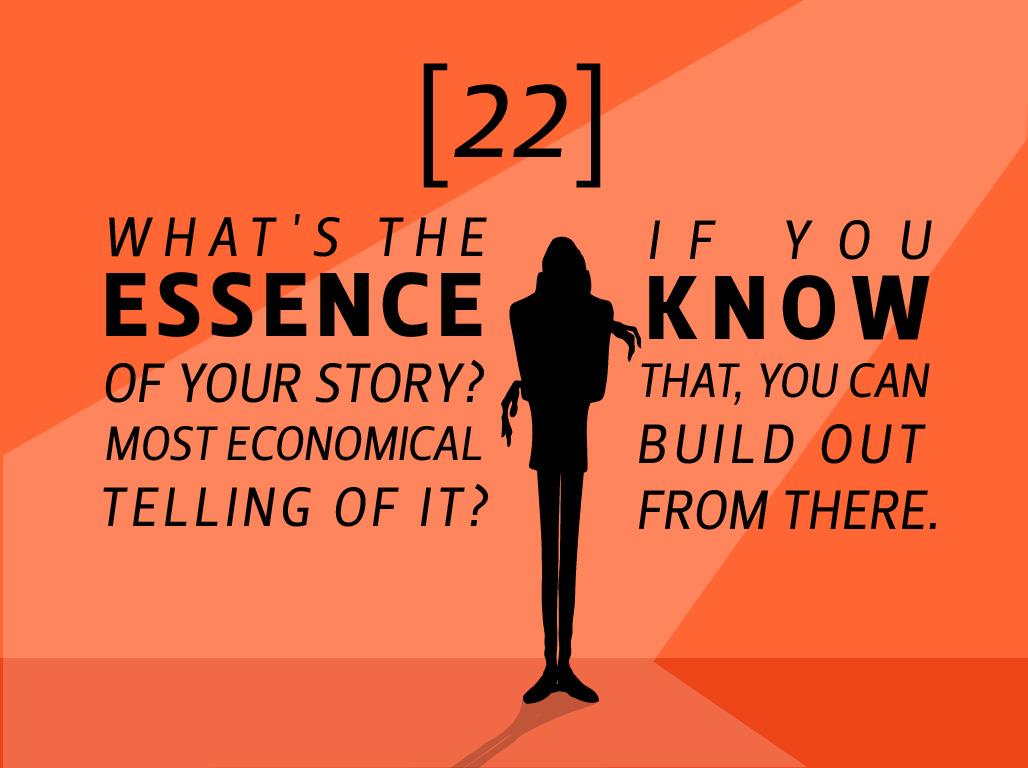 [22]
WHAT'S THE
ESSENCE
OF YOUR STORY?
MOST ECONOMICAL
TELLING OF IT?
IF YOU
KNOW
THAT, YOU CAN
BUILD OUT
FROM THERE.